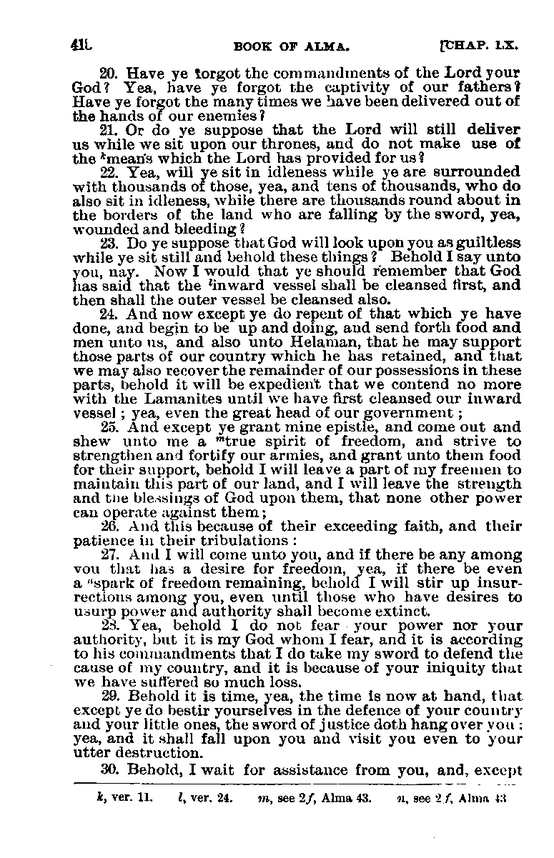 418 BOOK OF ALMA. [CHAP. LX.
20. Have ye forgot the commandments of the Lord your
God? Yea, have ye forgot the captivity of our fathers?
Have ye forgot the many times we have been delivered out of
the hands of our enemies?
21. Or do ye suppose that the Lord will still deliver
us while we sit upon our thrones, and do not make use of
the ᵏmeans which the Lord has provided for us?
22. Yea, will ye sit in idleness while ye are surrounded
with thousands of those, yea, and tens of thousands, who do
also sit in idleness, while there are thousands round about in
the borders of the land who are falling by the sword, yea,
wounded and bleeding?
23. Do ye suppose that God will look upon you as guiltless
while ye sit still and behold these things? Behold I say unto
you, nay. Now I would that ye should remember that God
has said that the ˡinward vessel shall be cleansed first, and
then shall the outer vessel be cleansed also.
24. And now except ye do repent of that which ye have
done, and begin to be up and doing, and send forth food and
men unto us, and also unto Helaman, that he may support
those parts of our country which he has retained, and that
we may also recover the remainder of our possessions in these
parts, behold it will be expedient that we contend no more
with the Lamanites until we have first cleansed our inward
vessel; yea, even the great head of our government;
25. And except ye grant mine epistle, and come out and
shew unto me a ᵐtrue spirit of freedom, and strive to
strengthen and fortify our armies, and grant unto them food
for their support, behold I will leave a part of my freemen to
maintain this part of our land, and I will leave the strength
and the blessings of God upon them, that none other power
can operate against them;
26. And this because of their exceeding faith, and their
patience in their tribulations:
27. And I will come unto you, and if there be any among
you that has a desire for freedom, yea, if there be even
a ⁿspark of freedom remaining, behold I will stir up insur-
rections among you, even until those who have desires to
usurp power and authority shall become extinct.
28. Yea, behold I do not fear your power nor your
authority, but it is my God whom I fear, and it is according
to his commandments that I do take my sword to defend the
cause of my country, and it is because of your iniquity that
we have suffered so much loss.
29. Behold it is time, yea, the time is now at hand, that
except ye do bestir yourselves in the defence of your country
and your little ones, the sword of justice doth hang over you;
yea, and it shall fall upon you and visit you even to your
utter destruction.
30. Behold, I wait for assistance from you, and, except
k, ver. 11. l, ver. 24. m, see 2f, Alma 43. n, see 2f, Alma 43